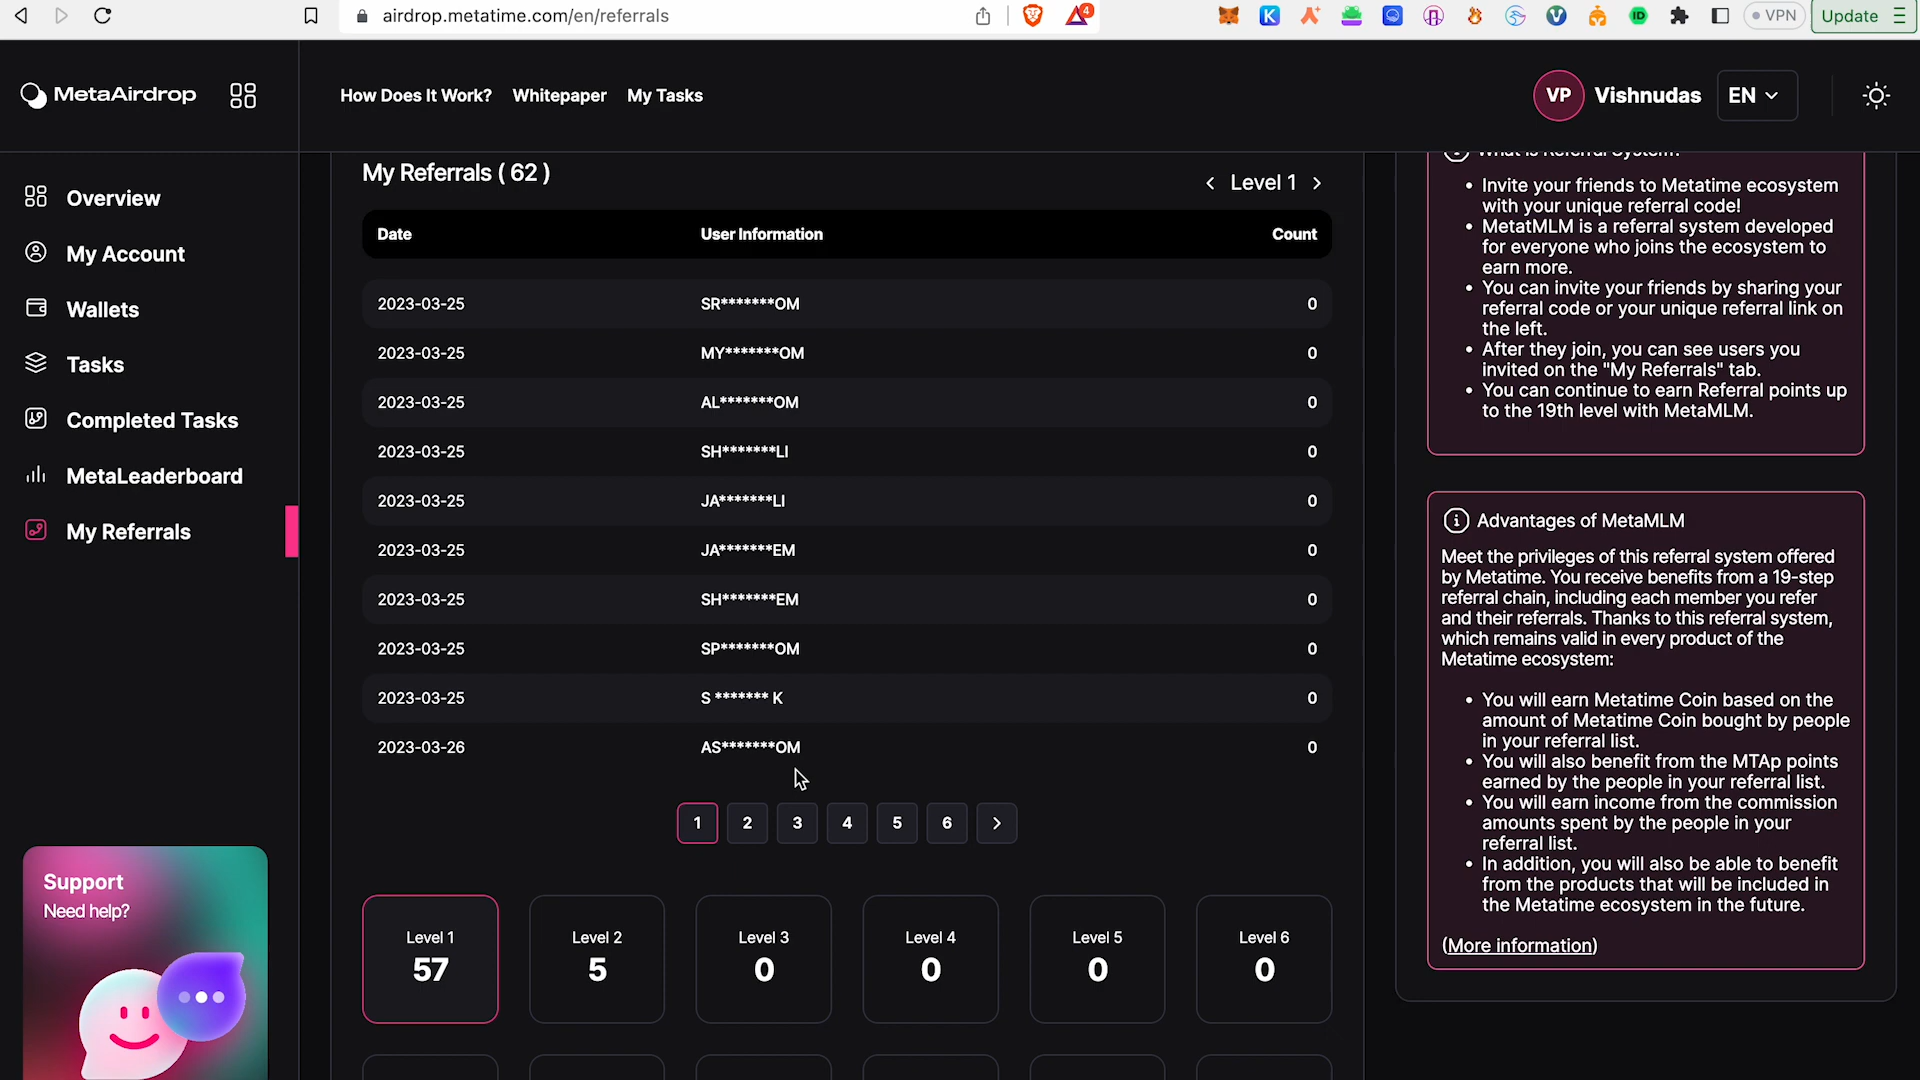 airdrop.metatime.com/en/referrals
4
VPN
Update
MetaAirdrop
How Does It Work?
Whitepaper
My Tasks
VP
Vishnudas
EN
Overview
My Account
Wallets
Tasks
Completed Tasks
MetaLeaderboard
My Referrals
Support
Need help?
My Referrals ( 62 )
Level 1
Date User Information Count
2023-03-25 SR*******OM 0
2023-03-25 MY*******OM 0
2023-03-25 AL*******OM 0
2023-03-25 SH*******LI 0
2023-03-25 JA*******LI 0
2023-03-25 JA*******EM 0
2023-03-25 SH*******EM 0
2023-03-25 SP*******OM 0
2023-03-25 S ******* K 0
2023-03-26 AS*******OM 0
1 2 3 4 5 6
Level 1
57
Level 2
5
Level 3
0
Level 4
0
Level 5
0
Level 6
0
What is Referral System?
• Invite your friends to Metatime ecosystem
with your unique referral code!
• MetatMLM is a referral system developed
for everyone who joins the ecosystem to
earn more.
• You can invite your friends by sharing your
referral code or your unique referral link on
the left.
• After they join, you can see users you
invited on the "My Referrals" tab.
• You can continue to earn Referral points up
to the 19th level with MetaMLM.
Advantages of MetaMLM
Meet the privileges of this referral system offered
by Metatime. You receive benefits from a 19-step
referral chain, including each member you refer
and their referrals. Thanks to this referral system,
which remains valid in every product of the
Metatime ecosystem:
• You will earn Metatime Coin based on the
amount of Metatime Coin bought by people
in your referral list.
• You will also benefit from the MTAp points
earned by the people in your referral list.
• You will earn income from the commission
amounts spent by the people in your
referral list.
• In addition, you will also be able to benefit
from the products that will be included in
the Metatime ecosystem in the future.
(More information)